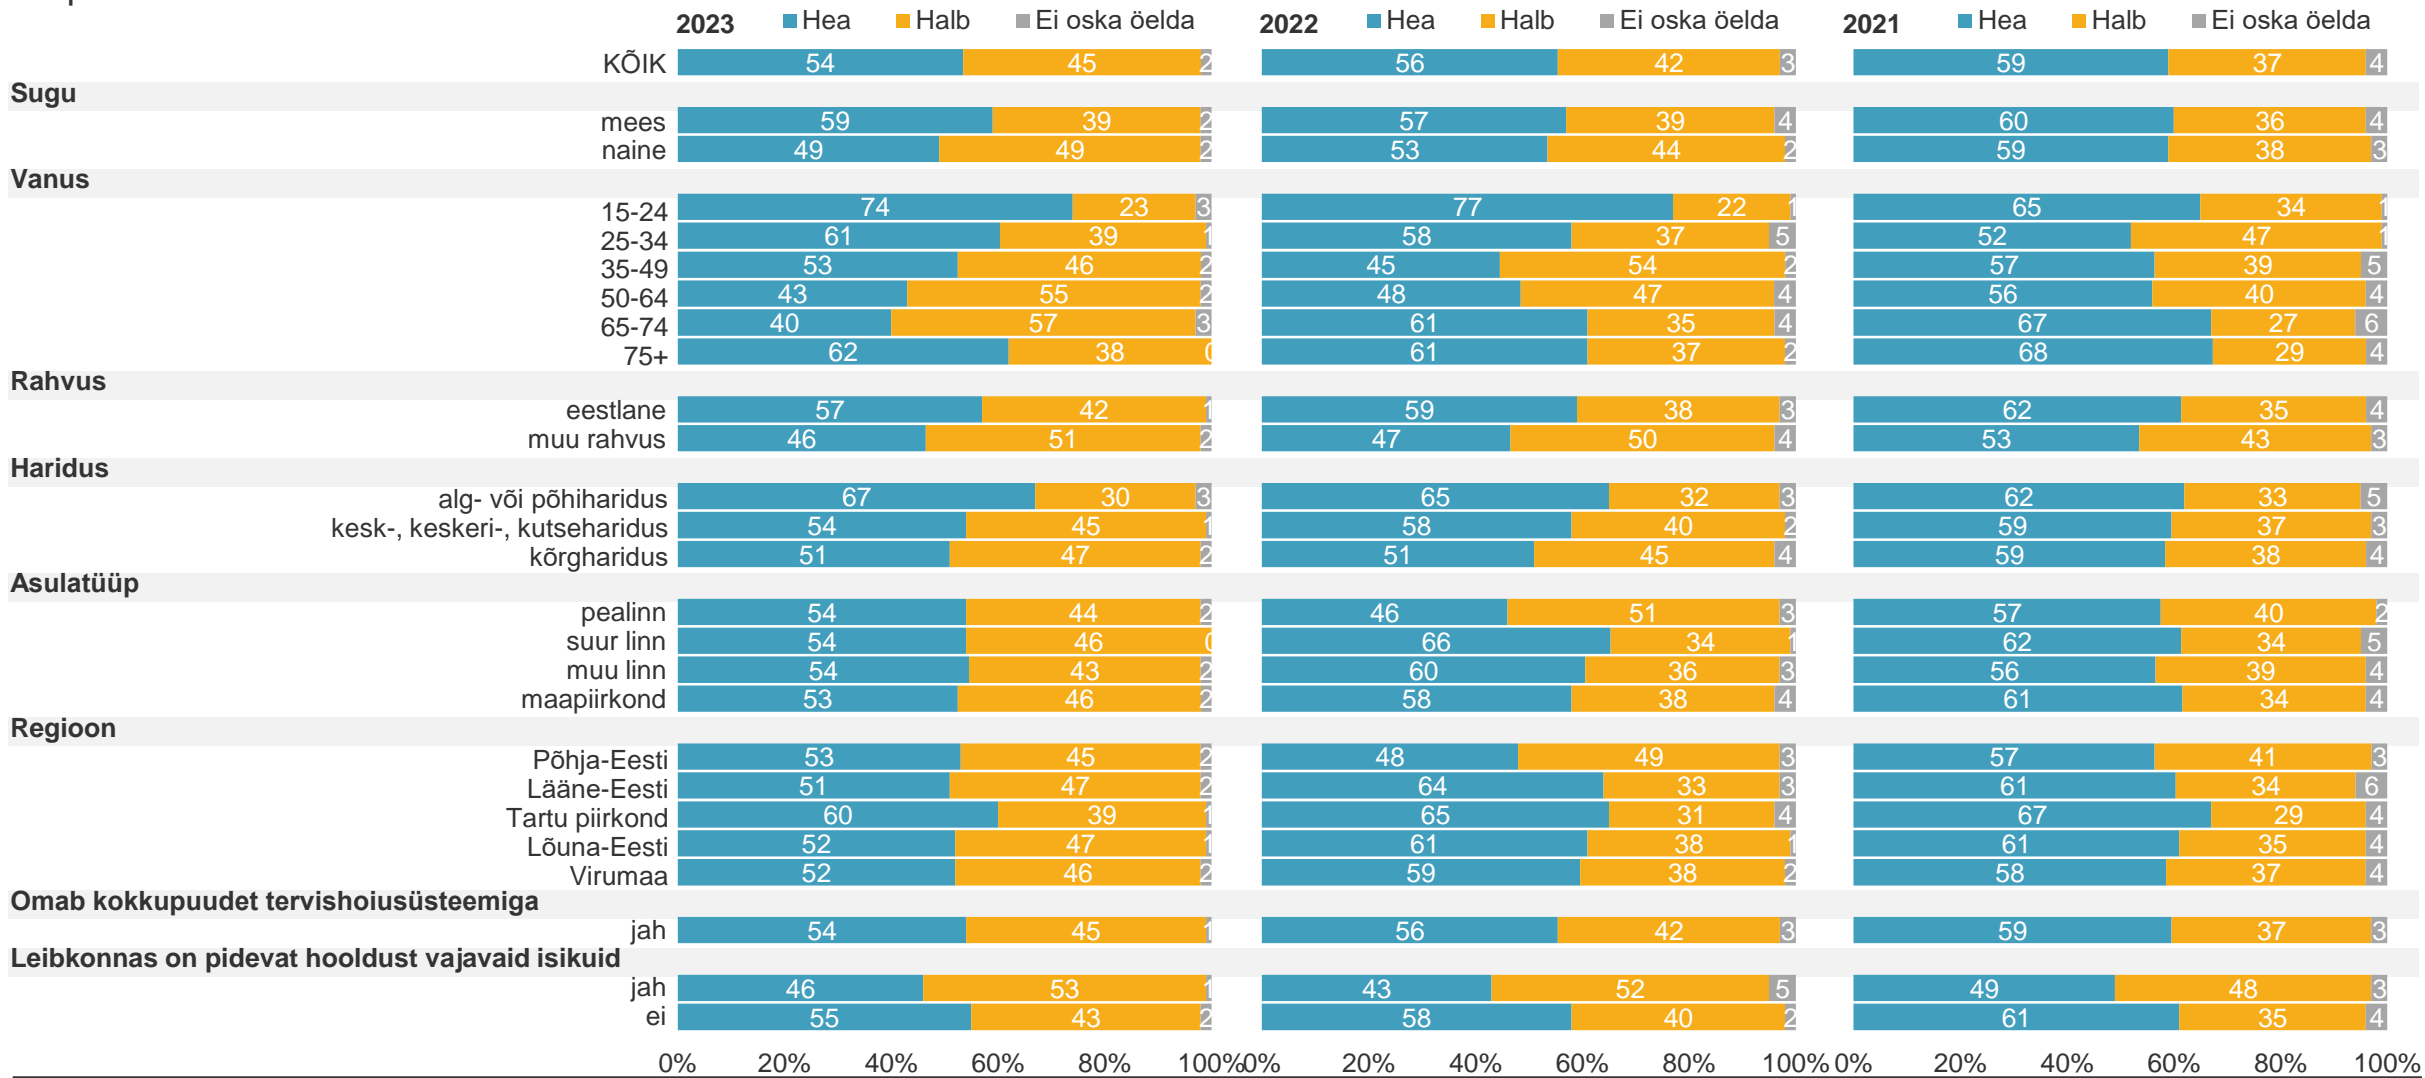 2023 Hea Halb Ei oska öelda 2022 Hea Halb Ei oska öelda 2021 Hea Halb Ei oska öelda
KÕIK 54 45 2 56 42 3 59 37 4
Sugu
mees 59 39 2 57 39 4 60 36 4
naine 49 49 2 53 44 2 59 38 3
Vanus
15-24 74 23 3 77 22 1 65 34 1
25-34 61 39 1 58 37 5 52 47 1
35-49 53 46 2 45 54 2 57 39 5
50-64 43 55 2 48 47 4 56 40 4
65-74 40 57 3 61 35 4 67 27 6
75+ 62 38 0 61 37 2 68 29 4
Rahvus
eestlane 57 42 1 59 38 3 62 35 4
muu rahvus 46 51 2 47 50 4 53 43 3
Haridus
alg- või põhiharidus 67 30 3 65 32 3 62 33 5
kesk-, keskeri-, kutseharidus 54 45 1 58 40 2 59 37 3
kõrgharidus 51 47 2 51 45 4 59 38 4
Asulatüüp
pealinn 54 44 2 46 51 3 57 40 2
suur linn 54 46 0 66 34 1 62 34 5
muu linn 54 43 2 60 36 3 56 39 4
maapiirkond 53 46 2 58 38 4 61 34 4
Regioon
Põhja-Eesti 53 45 2 48 49 3 57 41 3
Lääne-Eesti 51 47 2 64 33 3 61 34 6
Tartu piirkond 60 39 1 65 31 4 67 29 4
Lõuna-Eesti 52 47 1 61 38 1 61 35 4
Virumaa 52 46 2 59 38 2 58 37 4
Omab kokkupuudet tervishoiusüsteemiga
jah 54 45 1 56 42 3 59 37 3
Leibkonnas on pidevat hooldust vajavaid isikuid
jah 46 53 1 43 52 5 49 48 3
ei 55 43 2 58 40 2 61 35 4
0% 20% 40% 60% 80% 100% 0% 20% 40% 60% 80% 100% 0% 20% 40% 60% 80% 100%